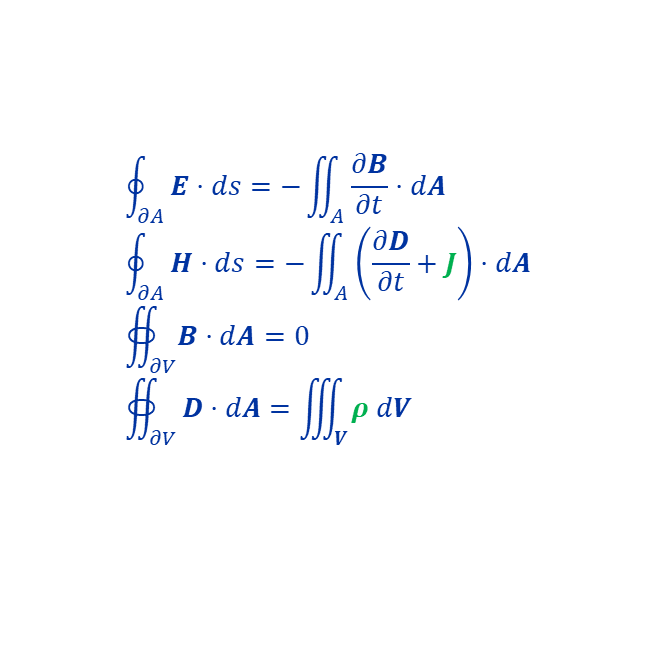 ∮_∂A E · ds = − ∬_A ∂B/∂t · dA
∮_∂A H · ds = − ∬_A (∂D/∂t + J) · dA
∯_∂V B · dA = 0
∯_∂V D · dA = ∭_V ρ dV